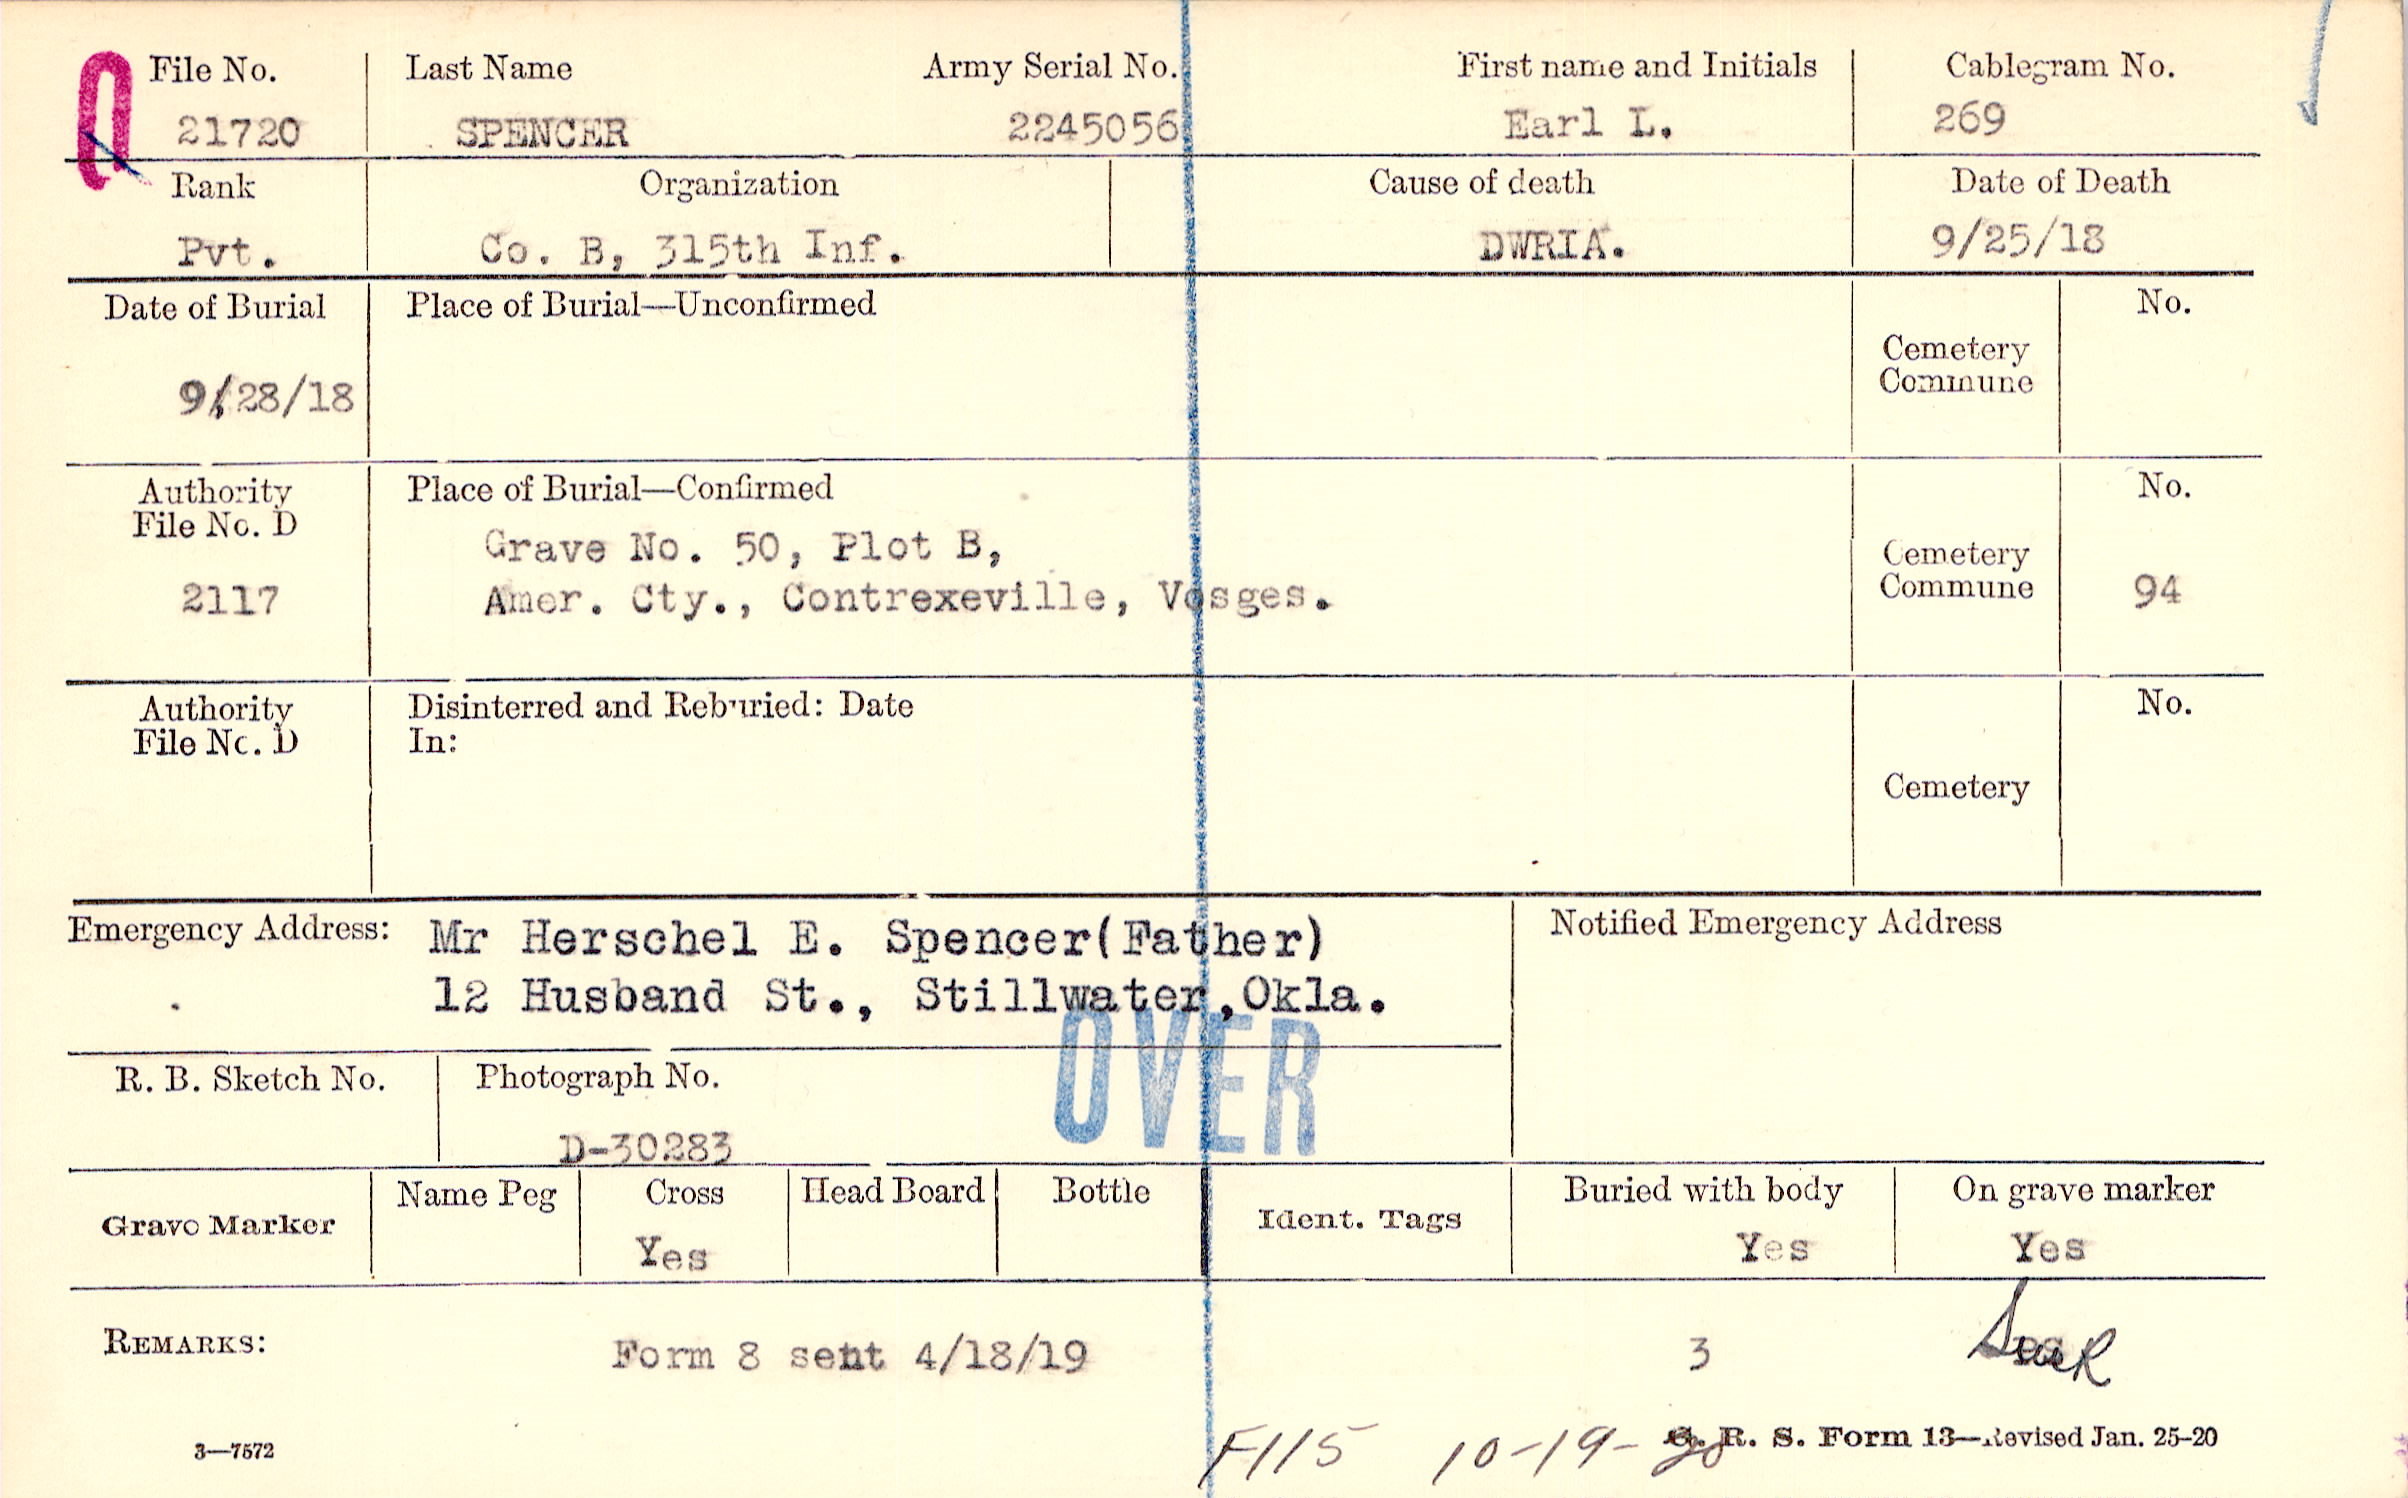 File No. Last Name Army Serial No. First name and Initials Cablegram No.
21720 SPENCER 2245056 Earl L. 269
Rank Organization Cause of death Date of Death
Pvt. Co. B, 315th Inf. DWRIA. 9/25/18
Date of Burial Place of Burial—Unconfirmed No.
Cemetery
Commune
9/28/18
Authority Place of Burial—Confirmed No.
File No. D
Grave No. 50, Plot B, Cemetery
2117 Amer. Cty., Contrexeville, Vosges. Commune 94
Authority Disinterred and Reburied: Date No.
File No. D In:
Cemetery
Emergency Address: Mr Herschel E. Spencer(Father) Notified Emergency Address
12 Husband St., Stillwater,Okla.
OVER
R. B. Sketch No. Photograph No.
D-30283
Grave Marker Name Peg Cross Head Board Bottle Ident. Tags Buried with body On grave marker
Yes Yes Yes
REMARKS: Form 8 sent 4/18/19 3
F115 10-19-20
3—7572 G. R. S. Form 13—Revised Jan. 25-20